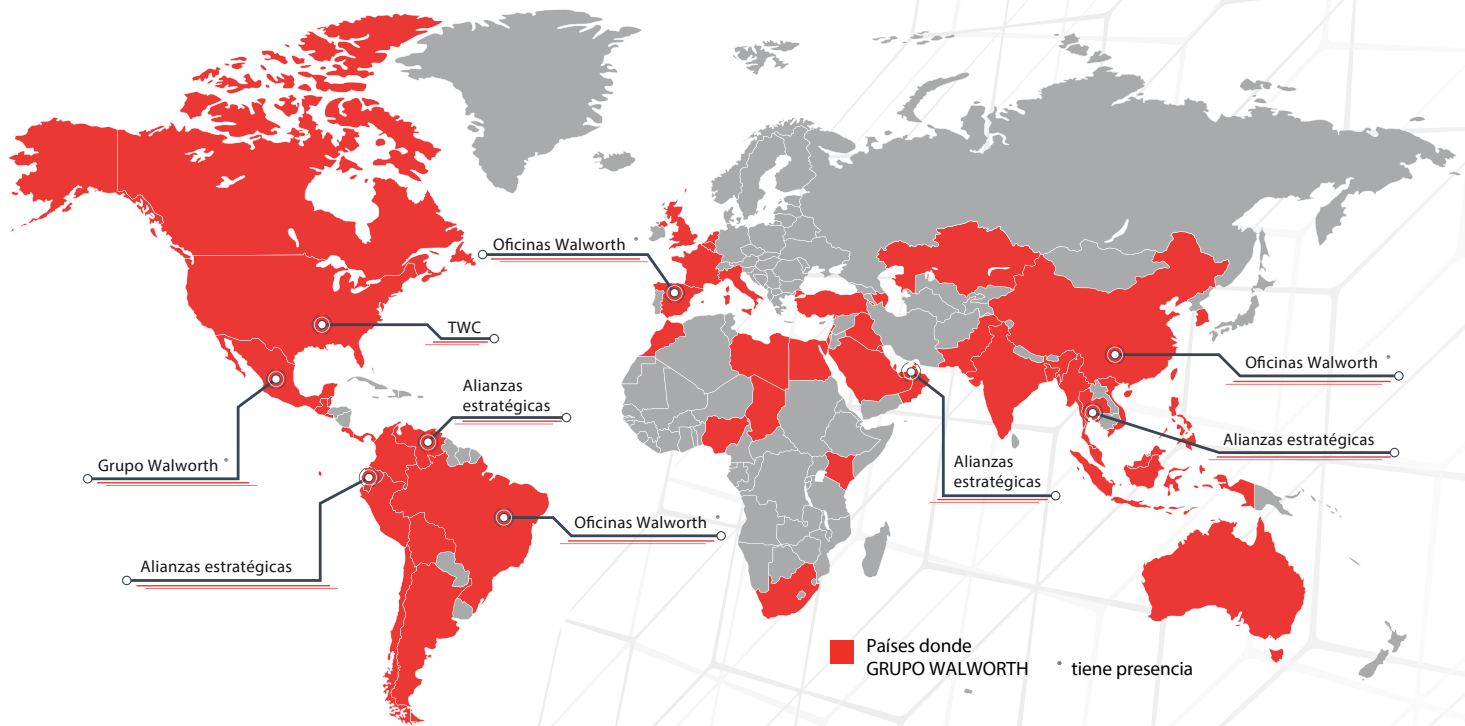 Oficinas Walworth
TWC
Grupo Walworth
Alianzas
estratégicas
Alianzas estratégicas
Oficinas Walworth
Alianzas
estratégicas
Oficinas Walworth
Alianzas estratégicas
Países donde
GRUPO WALWORTH tiene presencia